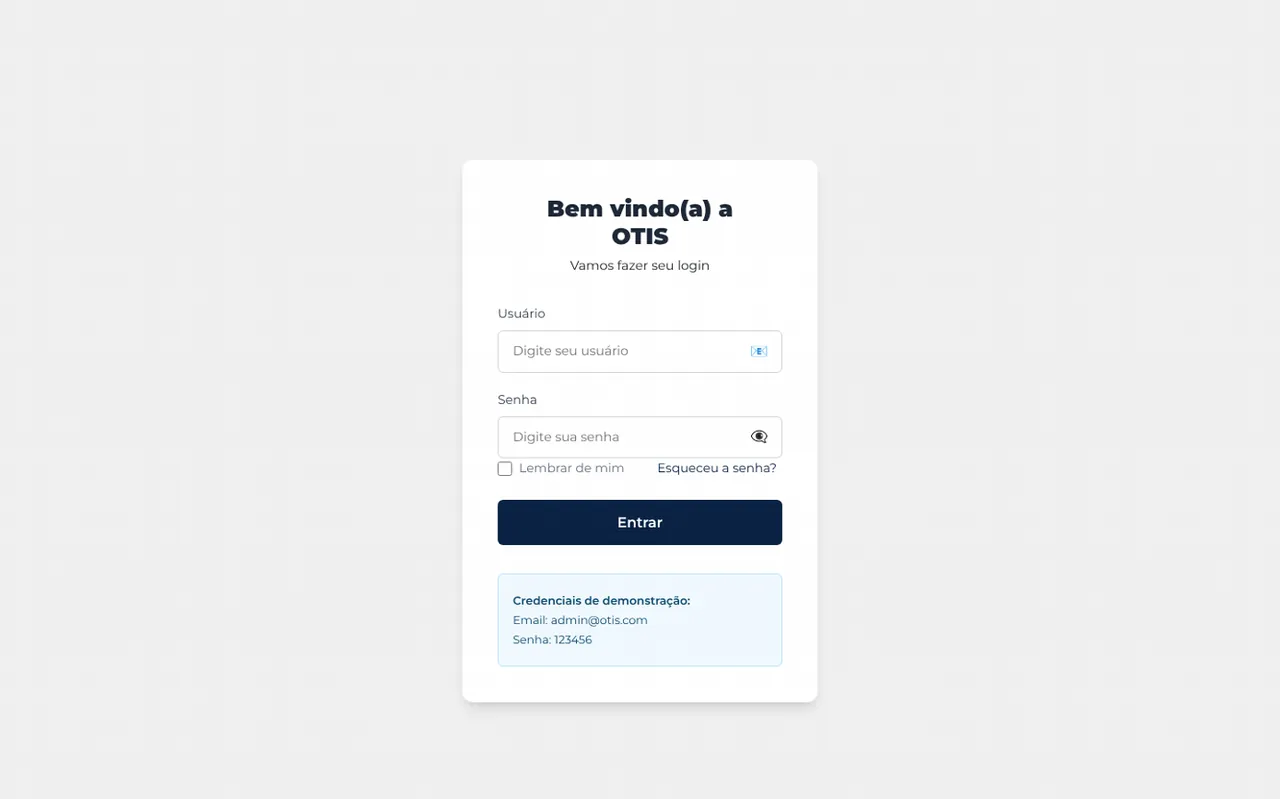 Bem vindo(a) a
OTIS
Vamos fazer seu login
Usuário
Digite seu usuário
Senha
Digite sua senha
Lembrar de mim Esqueceu a senha?
Entrar
Credenciais de demonstração:
Email: admin@otis.com
Senha: 123456